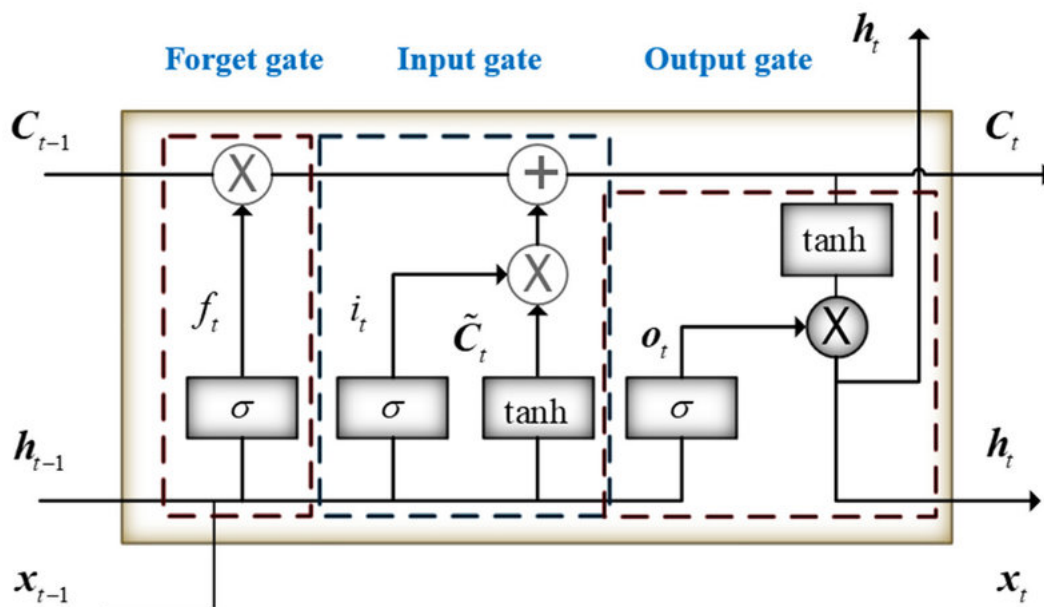 h_t
Forget gate Input gate Output gate
C_{t-1} C_t
X +
tanh
X
f_t i_t C̃_t o_t X
σ σ tanh σ
h_{t-1} h_t
x_{t-1} x_t